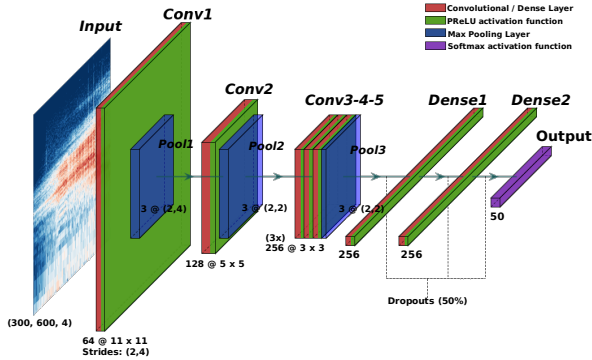 Convolutional / Dense Layer
PReLU activation function
Max Pooling Layer
Softmax activation function
Input
Conv1
Conv2
Conv3-4-5
Dense1
Dense2
Output
Pool1
Pool2
Pool3
3 @ (2,4)
3 @ (2,2)
3 @ (2,2)
50
(3x)
256 @ 3 x 3
256
256
128 @ 5 x 5
Dropouts (50%)
(300, 600, 4)
64 @ 11 x 11
Strides: (2,4)